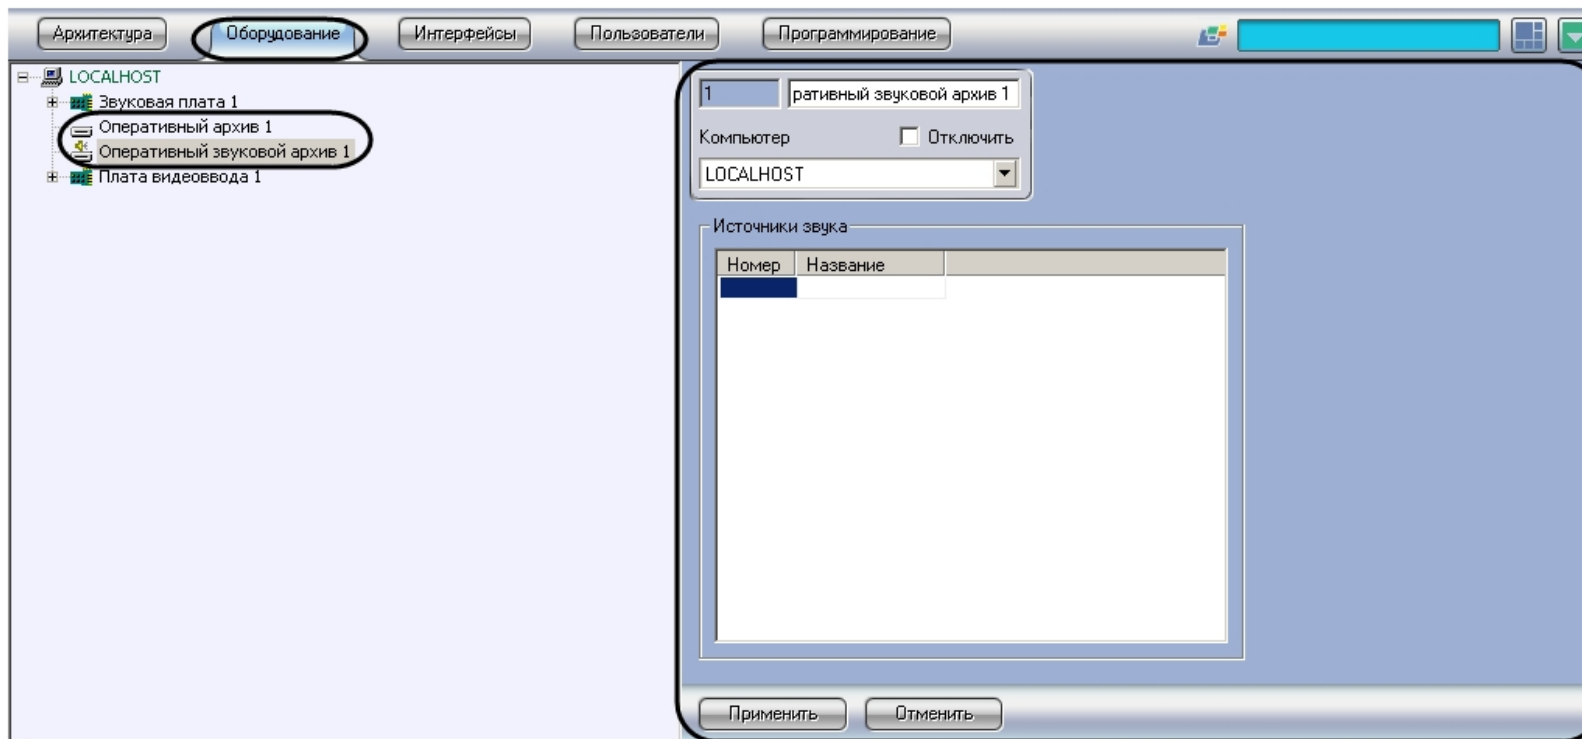 Архитектура Оборудование Интерфейсы Пользователи Программирование
LOCALHOST
Звуковая плата 1
Оперативный архив 1
Оперативный звуковой архив 1
Плата видеоввода 1
1 ративный звуковой архив 1
Компьютер Отключить
LOCALHOST
Источники звука
Номер Название
Применить Отменить